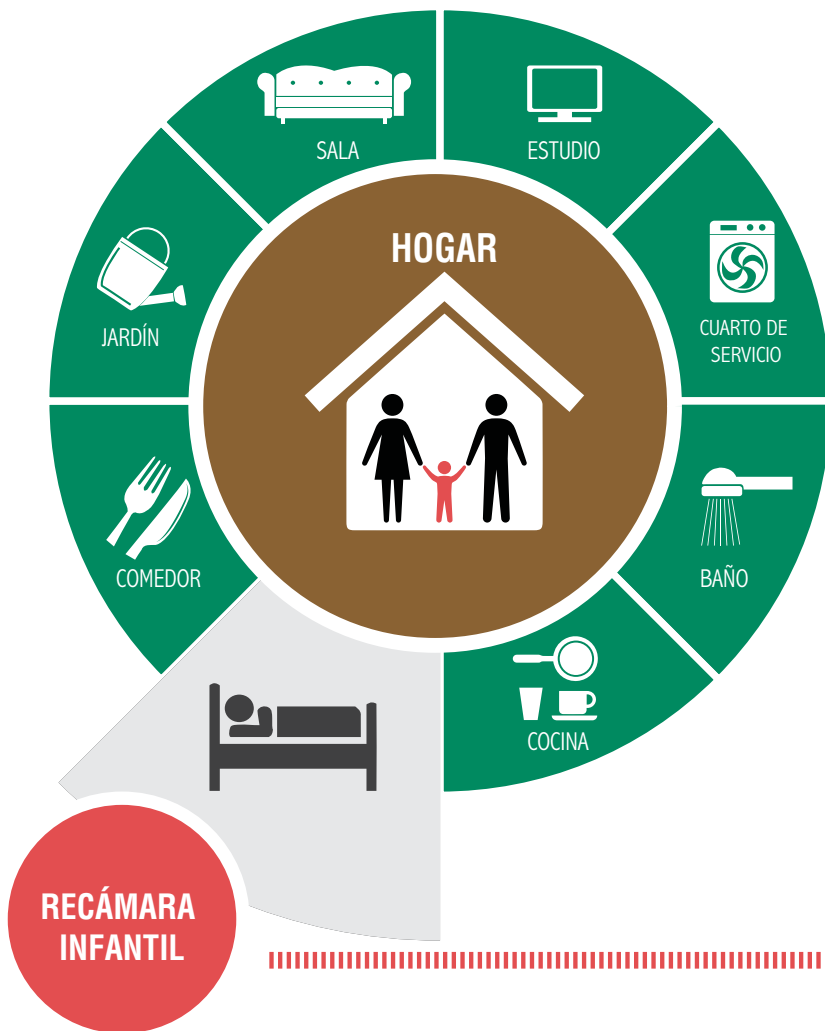 SALA
ESTUDIO
HOGAR
JARDÍN
CUARTO DE
SERVICIO
COMEDOR
BAÑO
COCINA
RECÁMARA
INFANTIL